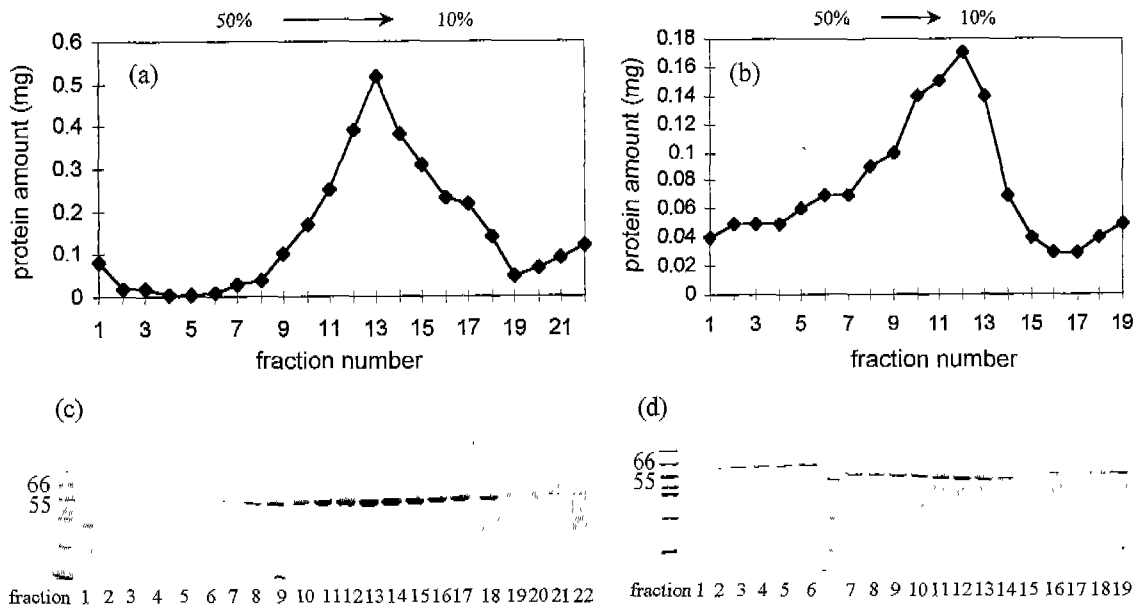 50% 10%
(a)
0.6
0.5
0.4
0.3
0.2
0.1
0
protein amount (mg)
1 3 5 7 9 11 13 15 17 19 21
fraction number
50% 10%
(b)
0.18
0.16
0.14
0.12
0.1
0.08
0.06
0.04
0.02
0
protein amount (mg)
1 3 5 7 9 11 13 15 17 19
fraction number
(c)
66
55
fraction 1 2 3 4 5 6 7 8 9 10 11 12 13 14 15 16 17 18 19 20 21 22
(d)
66
55
fraction 1 2 3 4 5 6 7 8 9 10 11 12 13 14 15 16 17 18 19